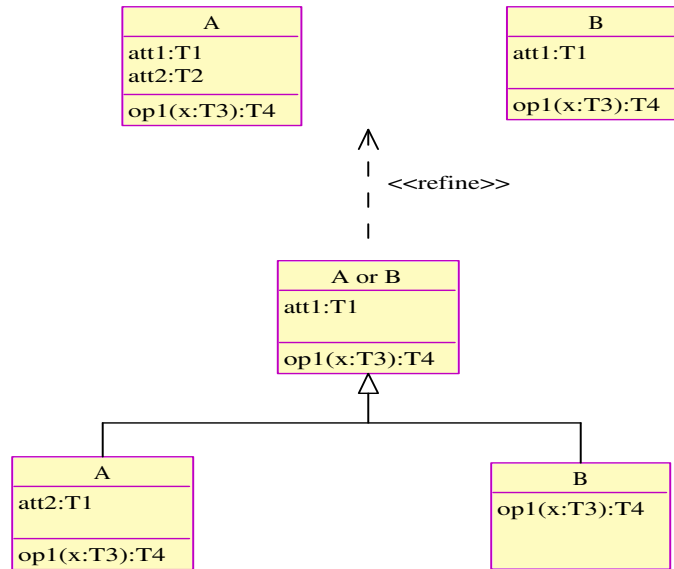 A
att1:T1
att2:T2
op1(x:T3):T4
B
att1:T1
op1(x:T3):T4
<<refine>>
A or B
att1:T1
op1(x:T3):T4
A
att2:T1
op1(x:T3):T4
B
op1(x:T3):T4